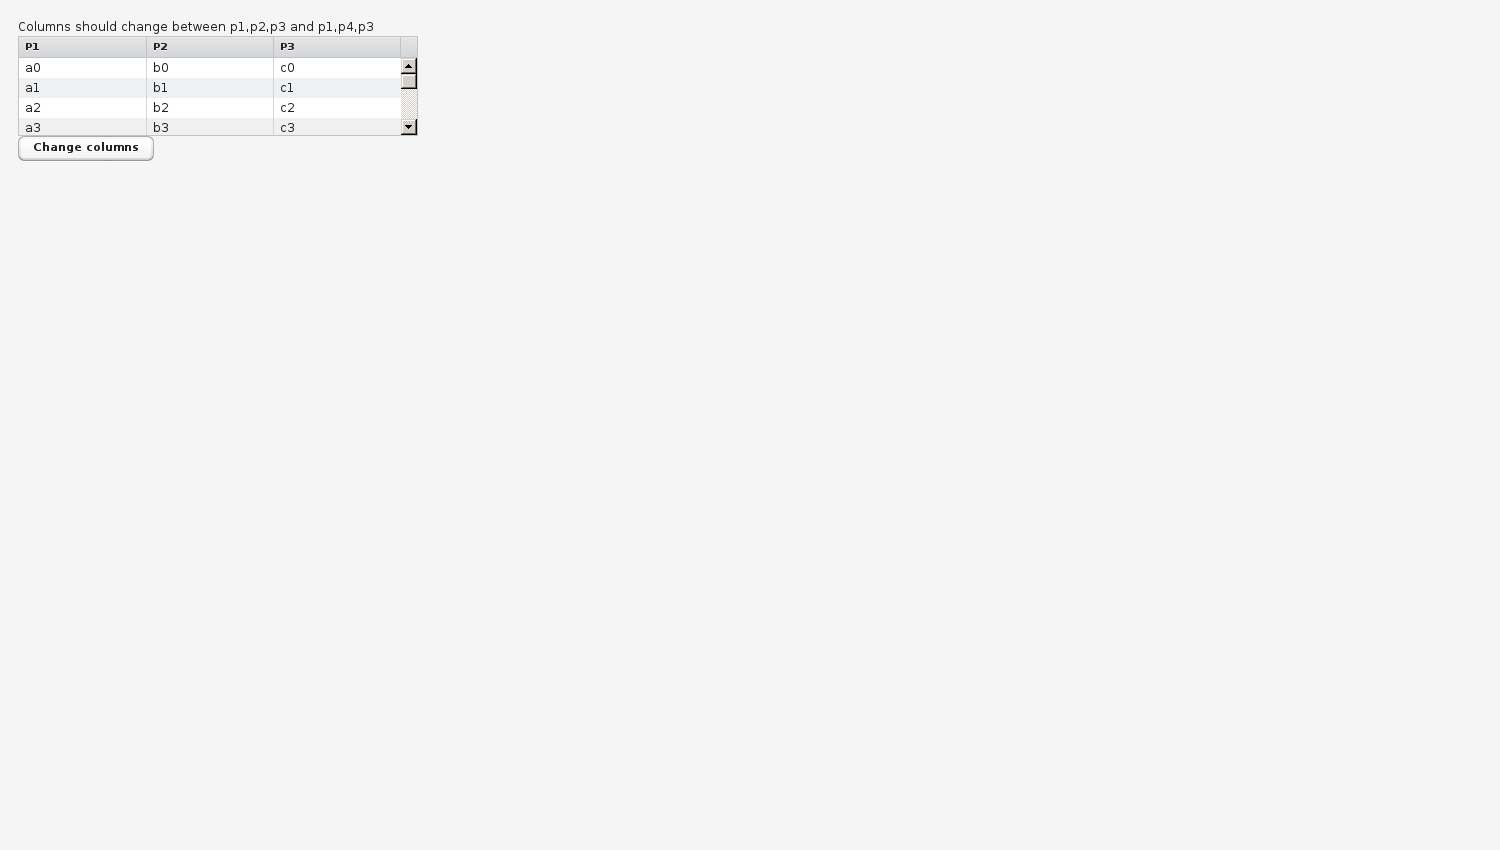 Columns should change between p1,p2,p3 and p1,p4,p3
P1 P2 P3
a0 b0 c0
a1 b1 c1
a2 b2 c2
a3 b3 c3
Change columns